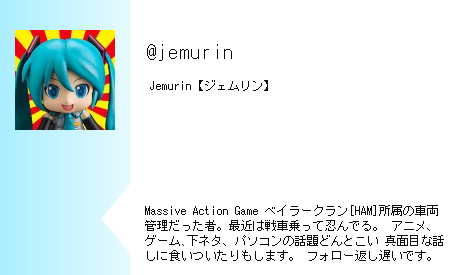 @jemurin
Jemurin【ジェムリン】
Massive Action Game ベイラークラン[HAM]所属の車両
管理だった者。最近は戦車乗って忍んでる。 アニメ、
ゲーム､下ネタ、パソコンの話題どんとこい 真面目な話
しに食いついたりもします。 フォロー返し遅いです。